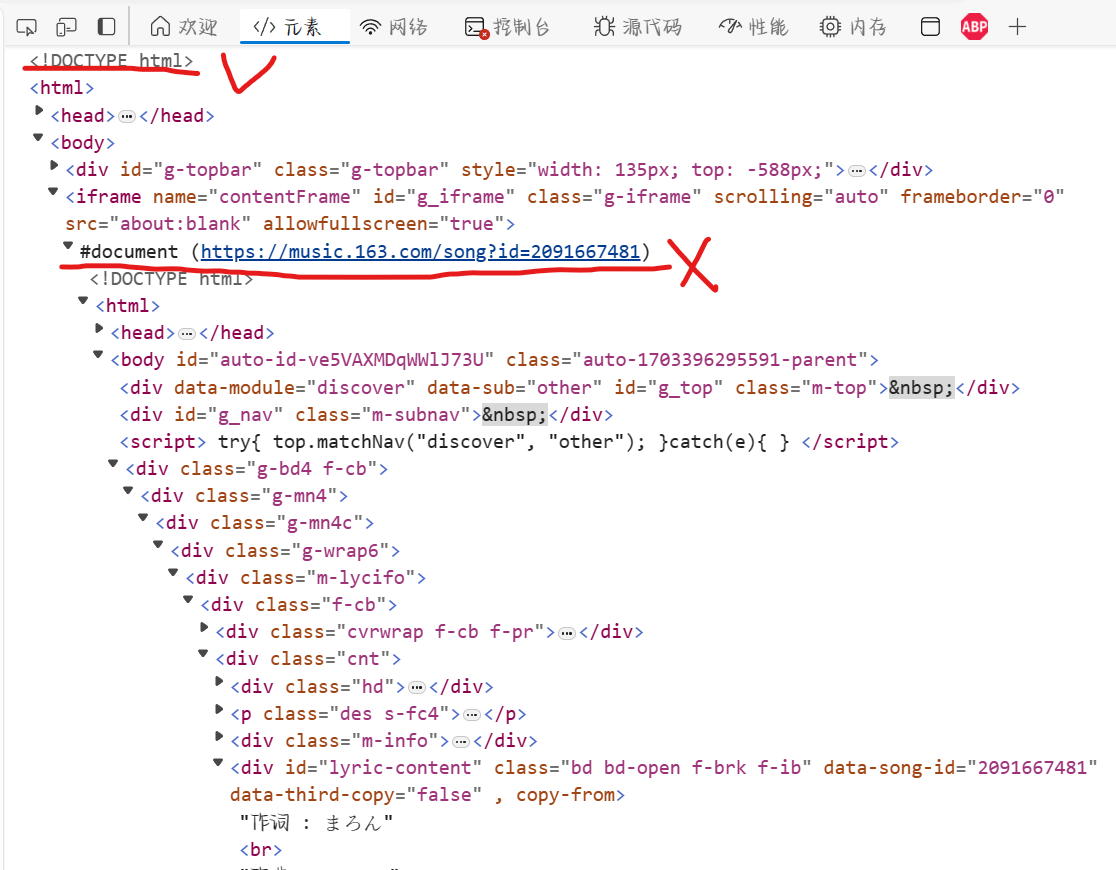 欢迎 </> 元素 网络 控制台 源代码 性能 内存 ABP
<!DOCTYPE html>
<html>
<head>…</head>
<body>
<div id="g-topbar" class="g-topbar" style="width: 135px; top: -588px;">…</div>
<iframe name="contentFrame" id="g_iframe" class="g-iframe" scrolling="auto" frameborder="0"
src="about:blank" allowfullscreen="true">
#document (https://music.163.com/song?id=2091667481)
<!DOCTYPE html>
<html>
<head>…</head>
<body id="auto-id-ve5VAXMDqWWlJ73U" class="auto-1703396295591-parent">
<div data-module="discover" data-sub="other" id="g_top" class="m-top">&nbsp;</div>
<div id="g_nav" class="m-subnav">&nbsp;</div>
<script> try{ top.matchNav("discover", "other"); }catch(e){ } </script>
<div class="g-bd4 f-cb">
<div class="g-mn4">
<div class="g-mn4c">
<div class="g-wrap6">
<div class="m-lycifo">
<div class="f-cb">
<div class="cvrwrap f-cb f-pr">…</div>
<div class="cnt">
<div class="hd">…</div>
<p class="des s-fc4">…</p>
<div class="m-info">…</div>
<div id="lyric-content" class="bd bd-open f-brk f-ib" data-song-id="2091667481"
data-third-copy="false" , copy-from>
"作词 : まろん"
<br>